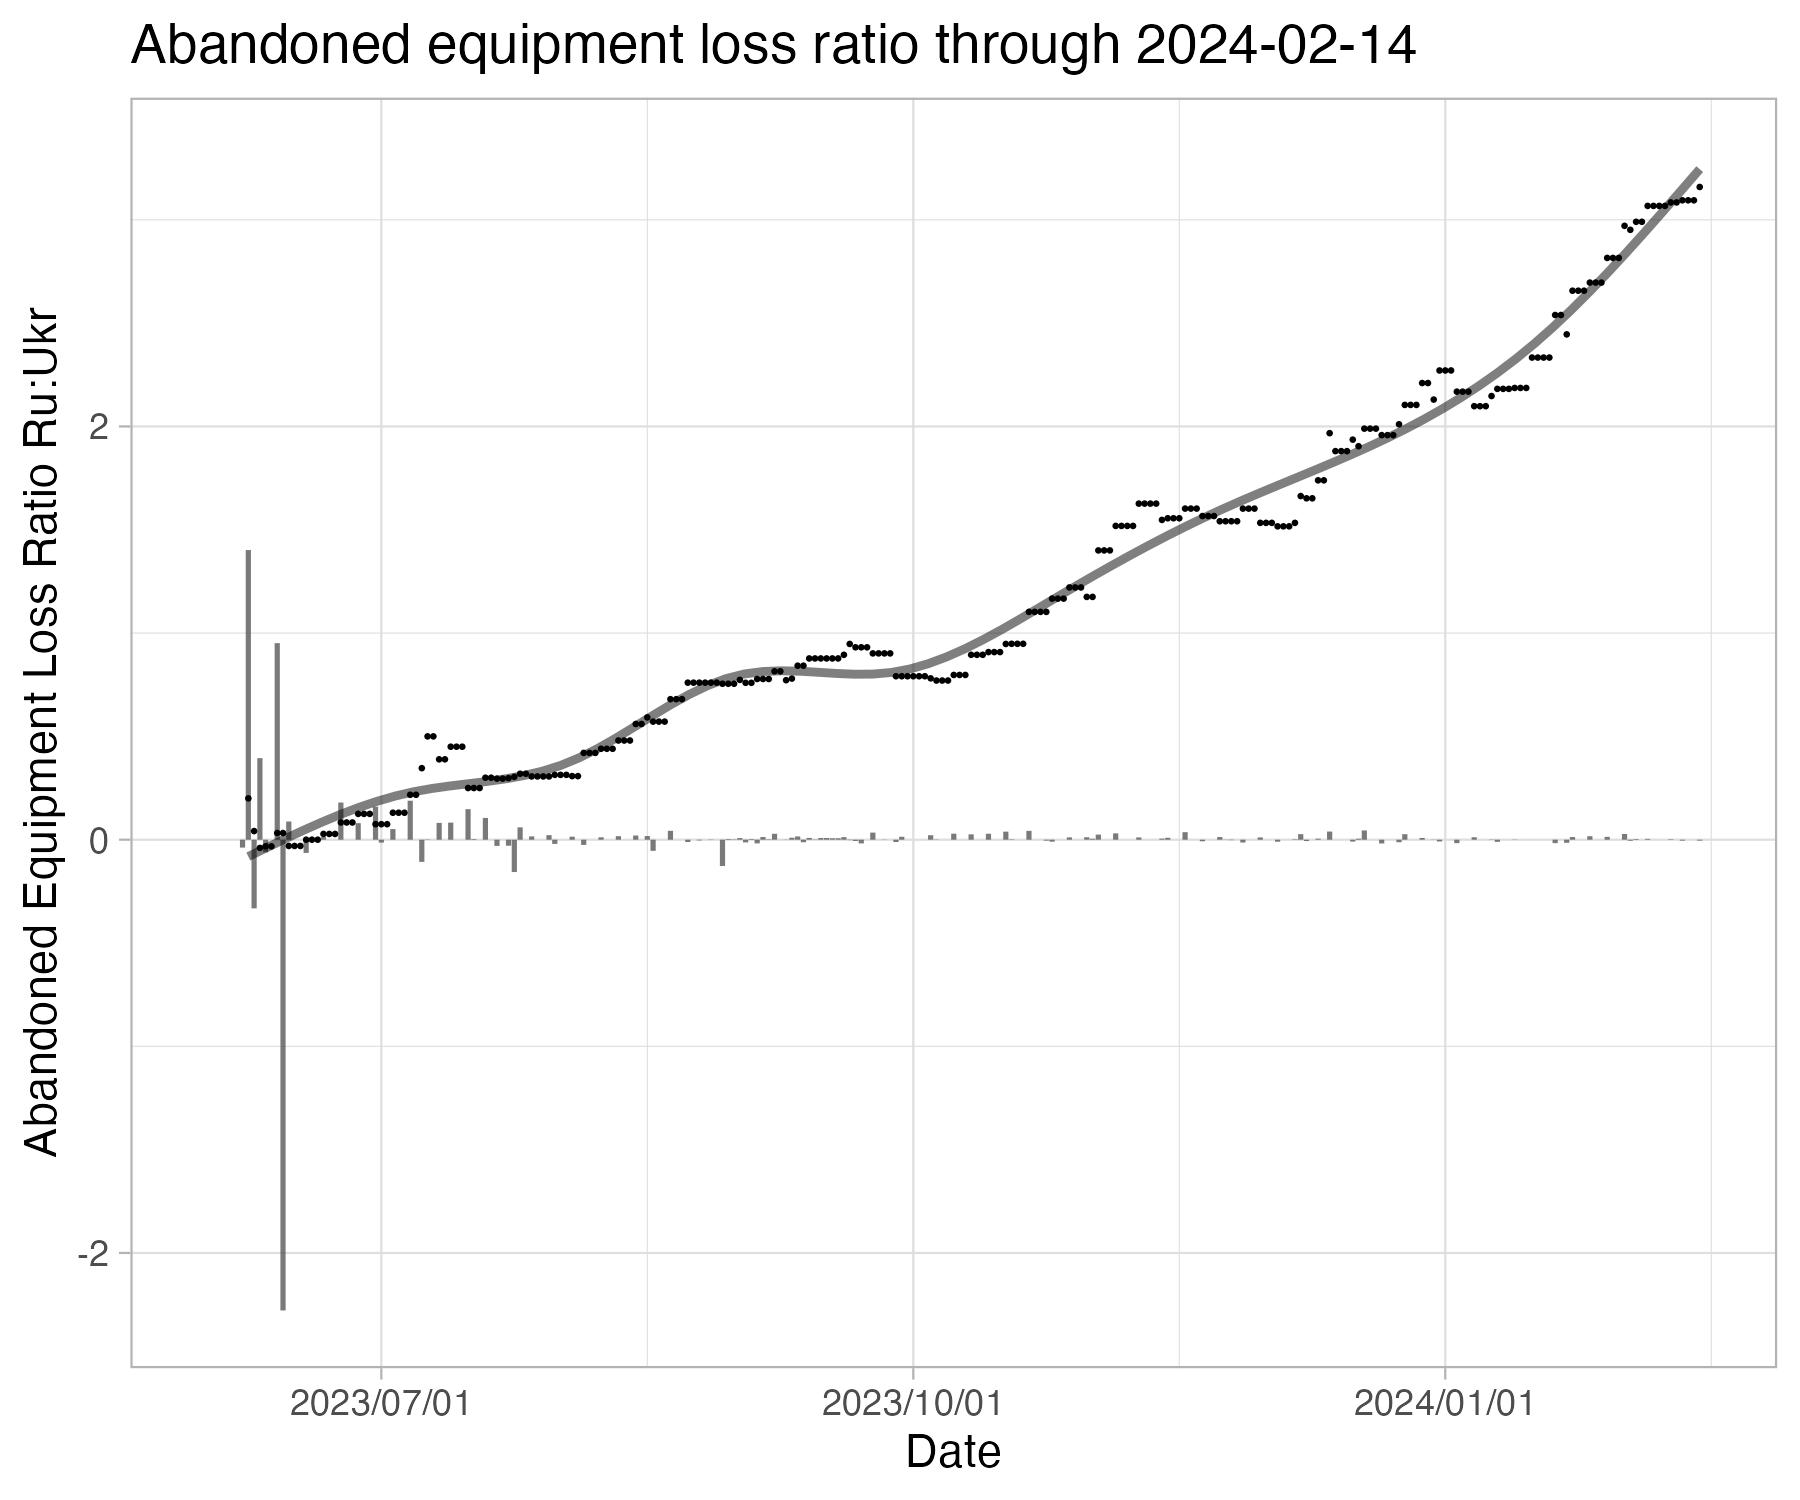 Abandoned equipment loss ratio through 2024-02-14
Abandoned Equipment Loss Ratio Ru:Ukr
2
0
-2
2023/07/01
2023/10/01
2024/01/01
Date